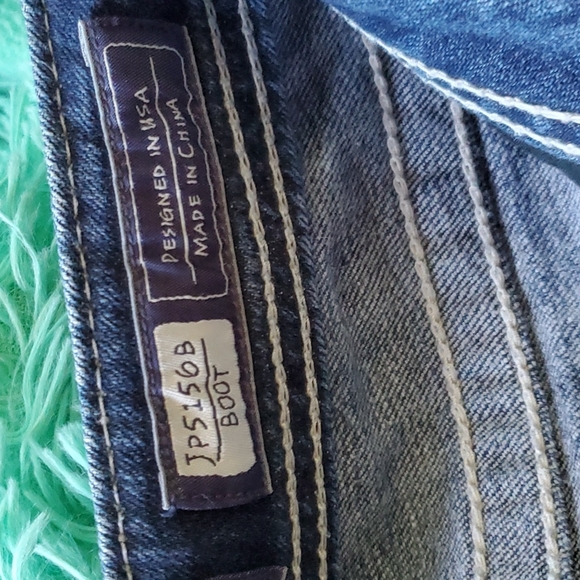 DESIGNED IN USA
MADE IN CHINA
JP5156B
BOOT